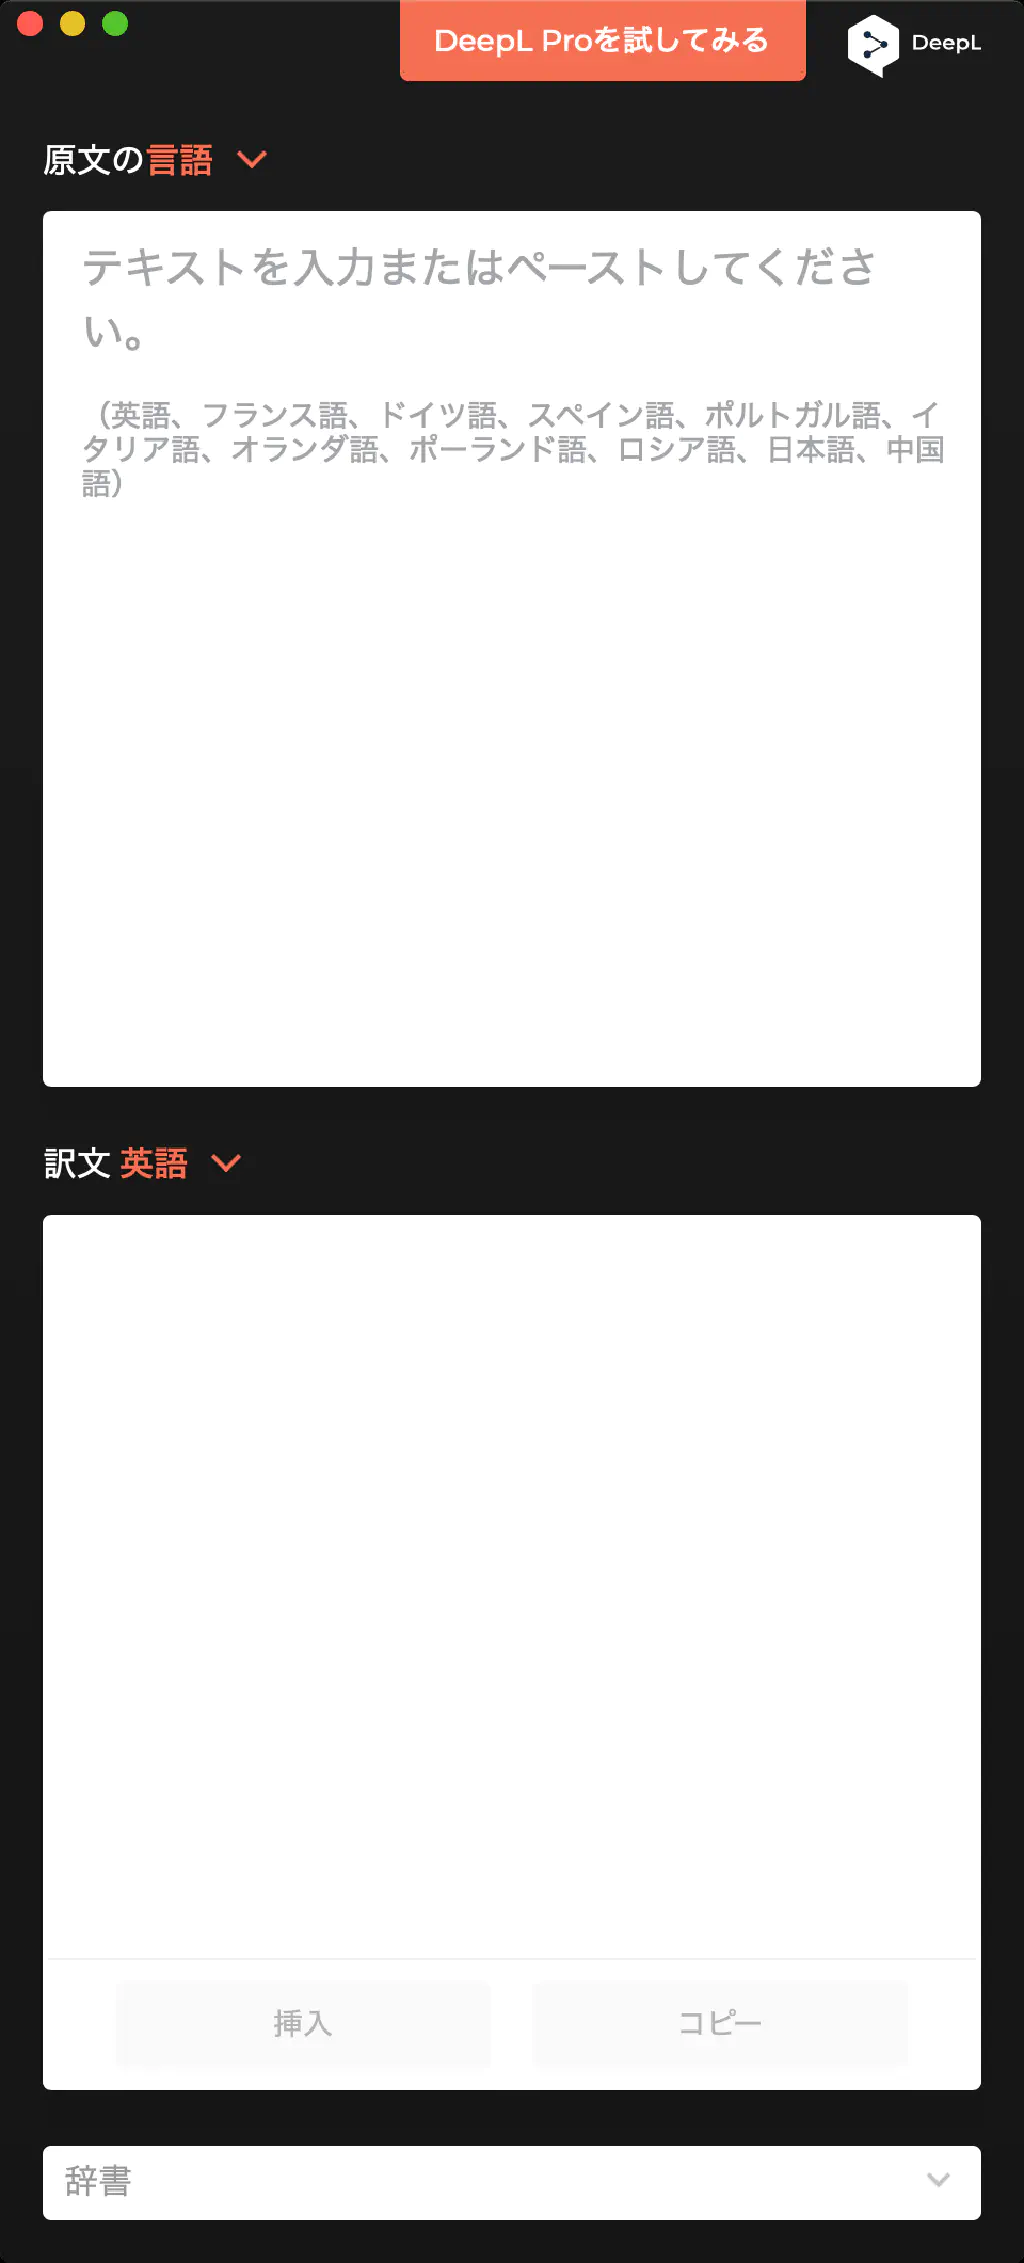 DeepL Proを試してみる
DeepL
原文の言語
テキストを入力またはペーストしてくださ
い。
（英語、フランス語、ドイツ語、スペイン語、ポルトガル語、イ
タリア語、オランダ語、ポーランド語、ロシア語、日本語、中国
語）
訳文 英語
挿入
コピー
辞書